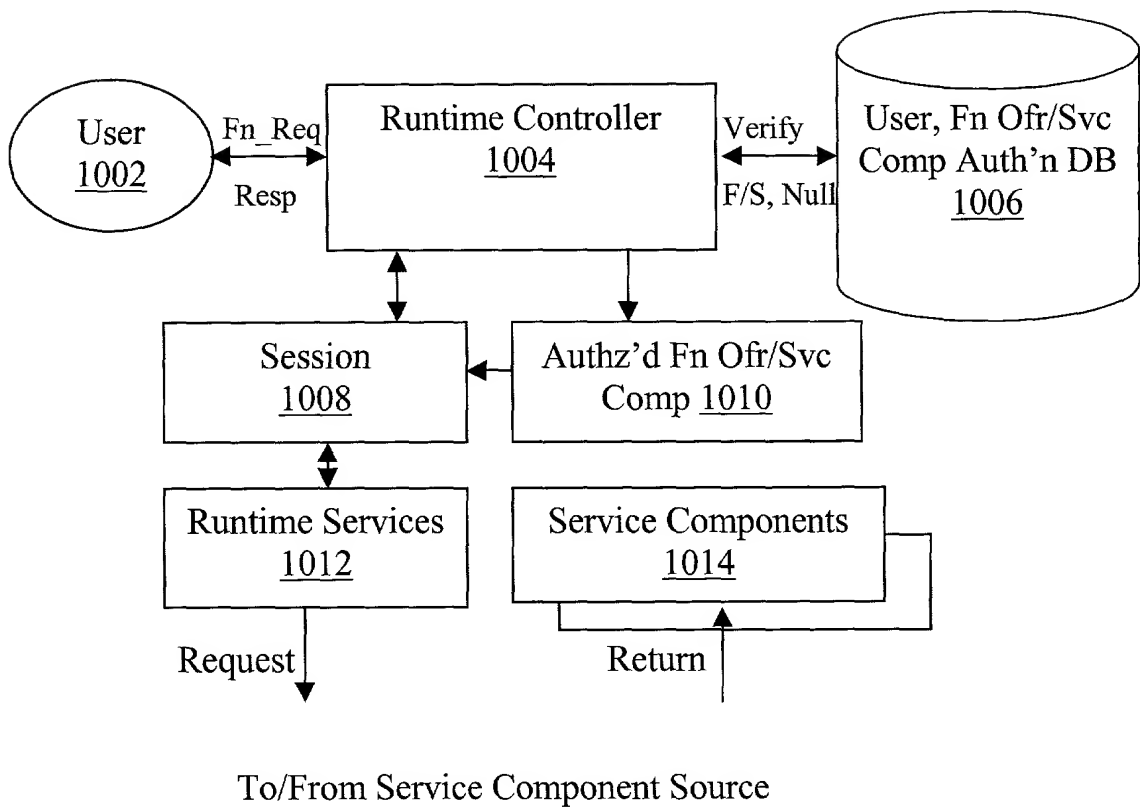 User
1002
Fn_Req
Resp
Runtime Controller
1004
Verify
F/S, Null
User, Fn Ofr/Svc
Comp Auth'n DB
1006
Session
1008
Authz'd Fn Ofr/Svc
Comp 1010
Runtime Services
1012
Service Components
1014
Request
Return
To/From Service Component Source